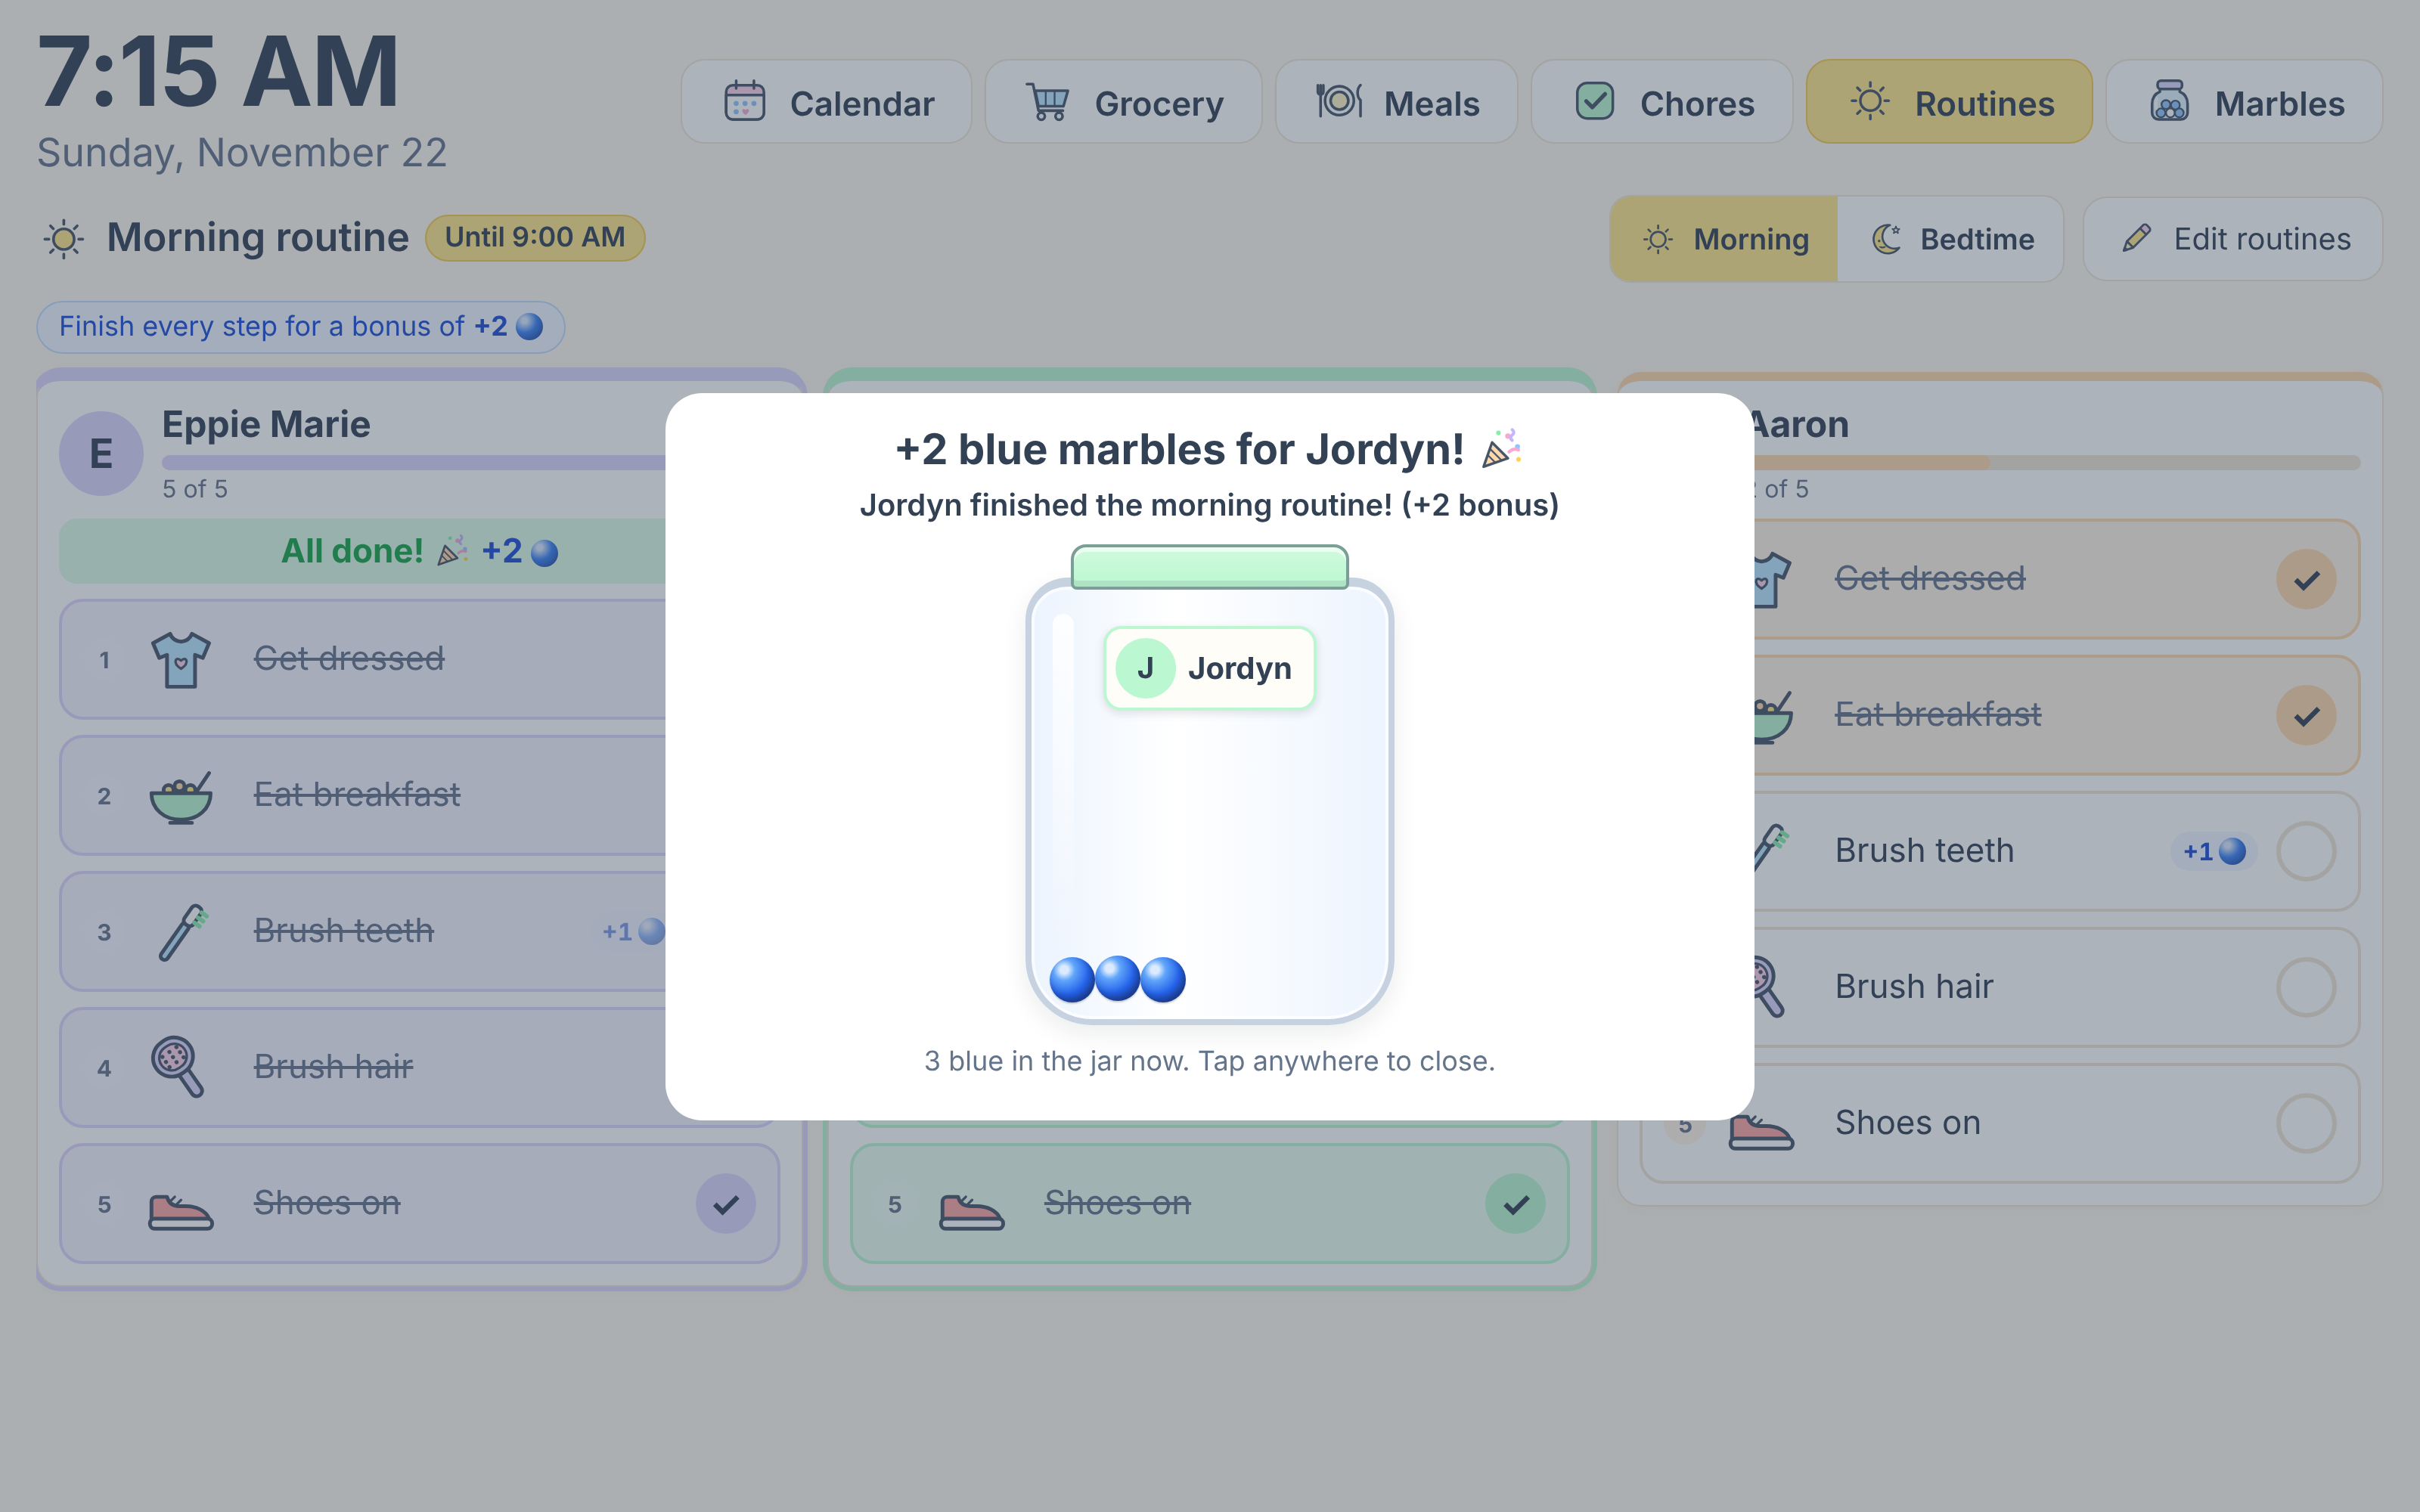 7:15 AM
Sunday, November 22
Calendar
Grocery
Meals
Chores
Routines
Marbles
Morning routine
Until 9:00 AM
Morning
Bedtime
Edit routines
Finish every step for a bonus of +2
E
Eppie Marie
5 of 5
All done! +2
1
Get dressed
2
Eat breakfast
3
Brush teeth
+1
4
Brush hair
5
Shoes on
+2 blue marbles for Jordyn!
Jordyn finished the morning routine! (+2 bonus)
J
Jordyn
3 blue in the jar now. Tap anywhere to close.
5
Shoes on
Aaron
of 5
Get dressed
Eat breakfast
Brush teeth
+1
Brush hair
5
Shoes on